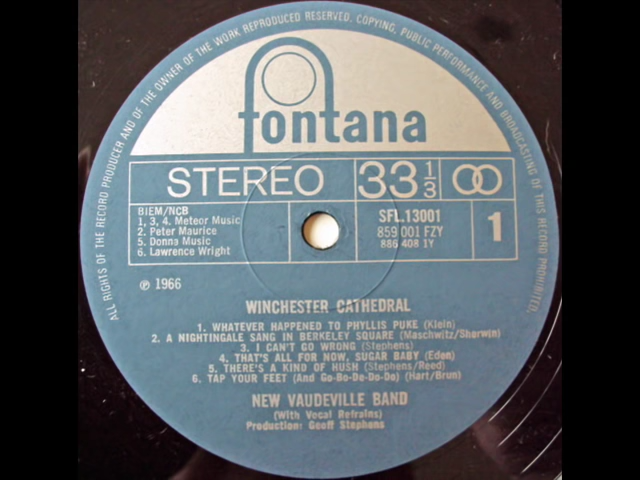 ALL RIGHTS OF THE RECORD PRODUCER AND OF THE OWNER OF THE WORK REPRODUCED RESERVED. COPYING, PUBLIC PERFORMANCE AND BROADCASTING OF THIS RECORD PROHIBITED.
fontana
STEREO 33 1/3
BIEM/NCB
1, 3, 4. Meteor Music
2. Peter Maurice
5. Donna Music
6. Lawrence Wright
SFL.13001
859 001 FZY
886 408 1Y
1
℗ 1966
WINCHESTER CATHEDRAL
1. WHATEVER HAPPENED TO PHYLLIS PUKE (Klein)
2. A NIGHTINGALE SANG IN BERKELEY SQUARE (Maschwitz/Sherwin)
3. I CAN'T GO WRONG (Stephens)
4. THAT'S ALL FOR NOW, SUGAR BABY (Eden)
5. THERE'S A KIND OF HUSH (Stephens/Reed)
6. TAP YOUR FEET (And Go-Bo-De-Do-Do) (Hart/Brun)
NEW VAUDEVILLE BAND
(With Vocal Refrains)
Production: Geoff Stephens